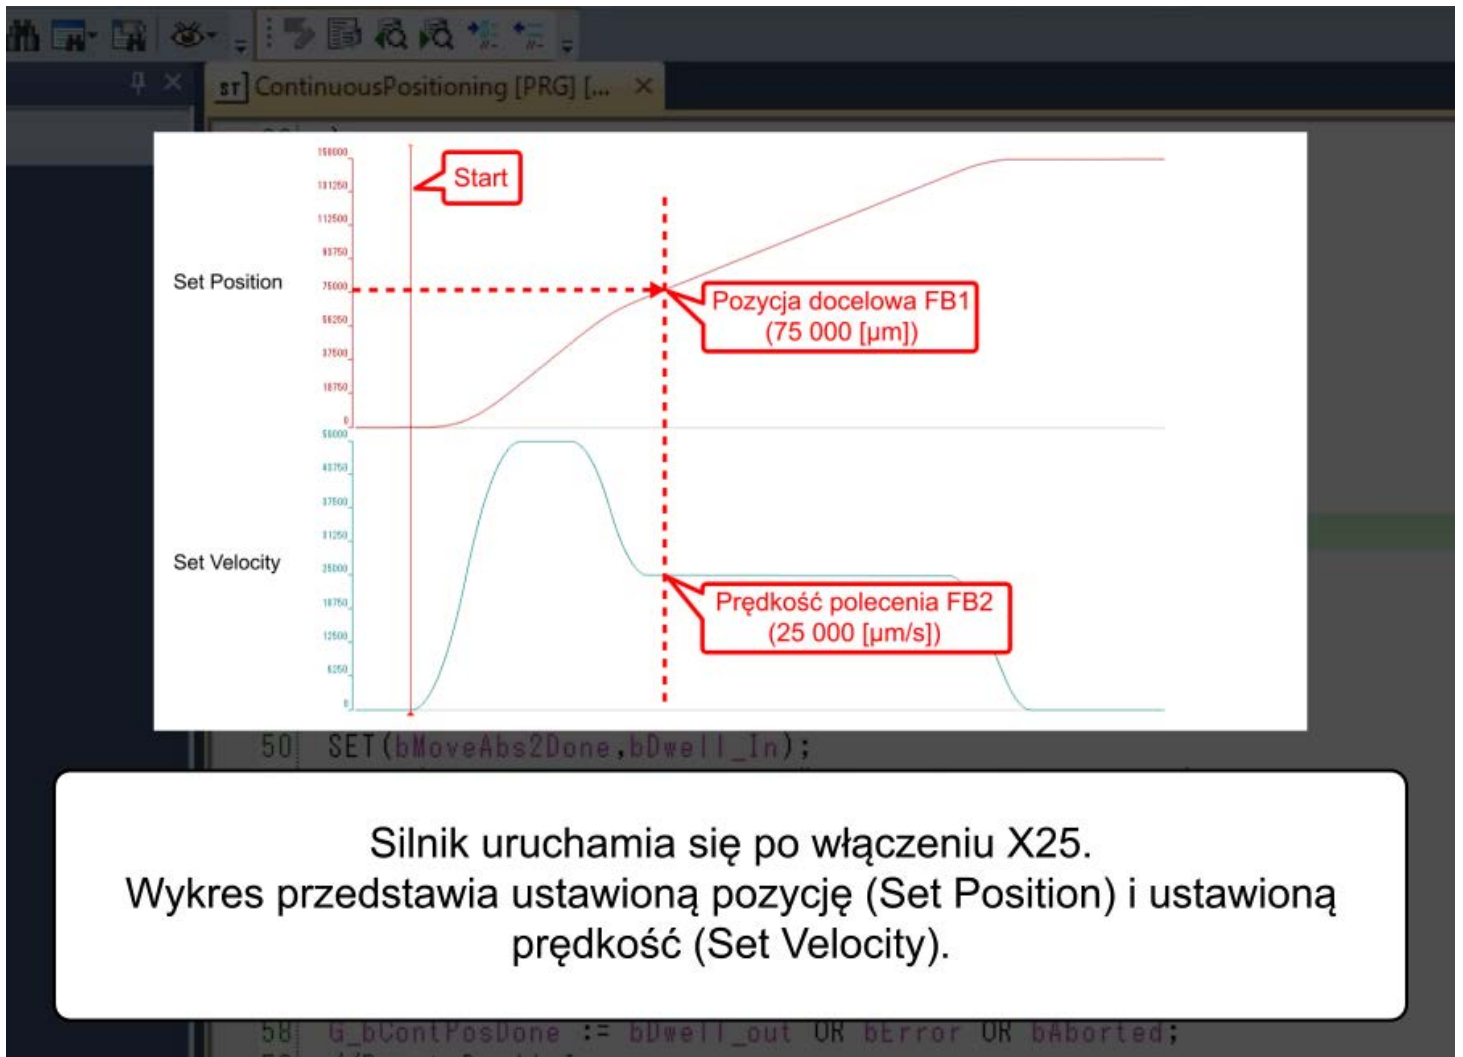 ST ContinuousPositioning [PRG] [...
150000
131250
112500
93750
75000
56250
37500
18750
0
Set Position
Start
Pozycja docelowa FB1
(75 000 [µm])
50000
43750
37500
31250
25000
18750
12500
6250
0
Set Velocity
Prędkość polecenia FB2
(25 000 [µm/s])
50 SET(bMoveAbs2Done,bDwell_In);
Silnik uruchamia się po włączeniu X25.
Wykres przedstawia ustawioną pozycję (Set Position) i ustawioną
prędkość (Set Velocity).
58 G_bContPosDone := bDwell_out OR bError OR bAborted;